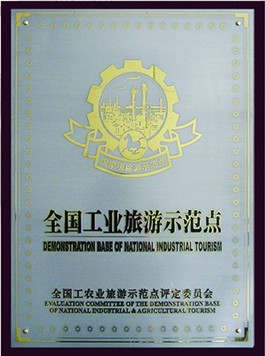 全国工业旅游示范点
DEMONSTRATION BASE OF NATIONAL INDUSTRIAL TOURISM
全国工农业旅游示范点评定委员会
EVALUATION COMMITTEE OF THE DEMONSTRATION BASE
OF NATIONAL INDUSTRIAL & AGRICULTURAL TOURISM